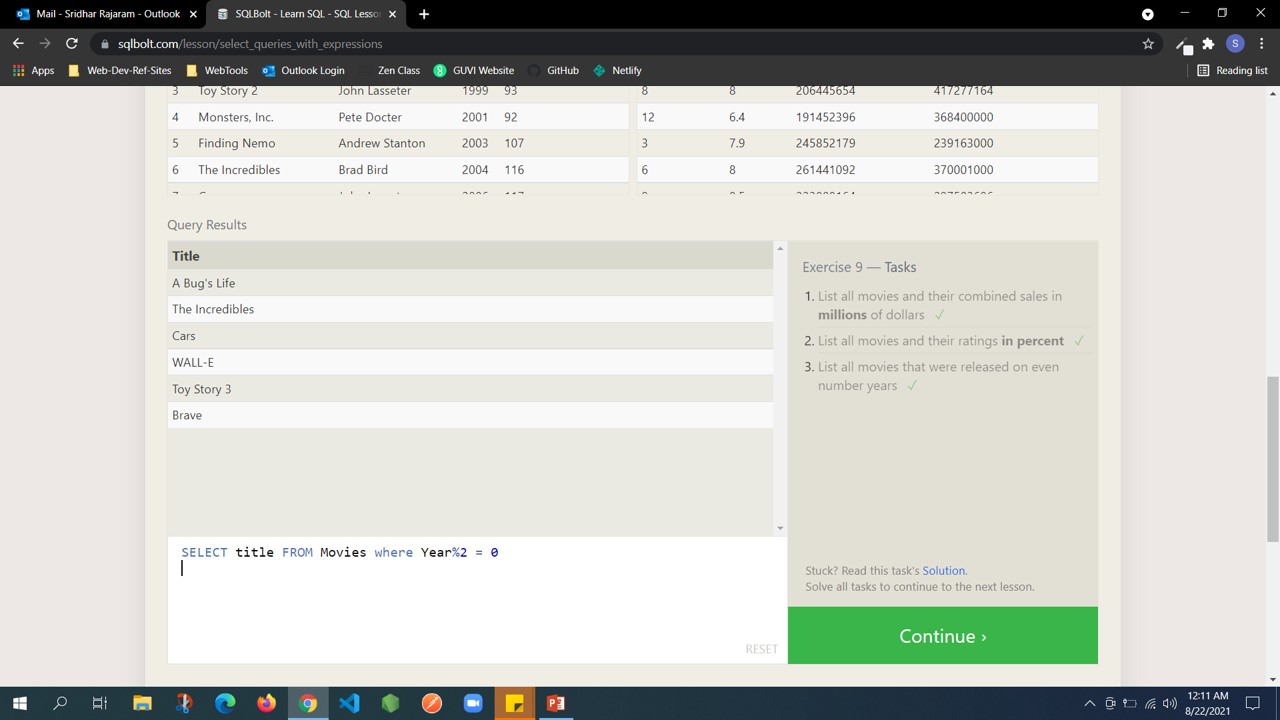 Mail - Sridhar Rajaram - Outlook
SQLBolt - Learn SQL - SQL Lesso
sqlbolt.com/lesson/select_queries_with_expressions
S
Apps
Web-Dev-Ref-Sites
WebTools
Outlook Login
Zen Class
GUVI Website
GitHub
Netlify
Reading list
3 Toy Story 2 John Lasseter 1999 93 8 8 206445654 417277164
4 Monsters, Inc. Pete Docter 2001 92 12 6.4 191452396 368400000
5 Finding Nemo Andrew Stanton 2003 107 3 7.9 245852179 239163000
6 The Incredibles Brad Bird 2004 116 6 8 261441092 370001000
Query Results
Title
A Bug's Life
The Incredibles
Cars
WALL-E
Toy Story 3
Brave
SELECT title FROM Movies where Year%2 = 0
RESET
Exercise 9 — Tasks
1. List all movies and their combined sales in
millions of dollars ✓
2. List all movies and their ratings in percent ✓
3. List all movies that were released on even
number years ✓
Stuck? Read this task's Solution.
Solve all tasks to continue to the next lesson.
Continue ›
12:11 AM
8/22/2021